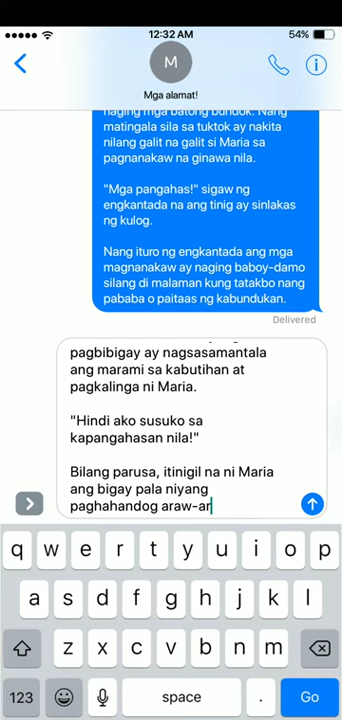 12:32 AM
54%
M
Mga alamat!
naging mga batong bundok. Nang
matingala sila sa tuktok ay nakita
nilang galit na galit si Maria sa
pagnanakaw na ginawa nila.
"Mga pangahas!" sigaw ng
engkantada na ang tinig ay sinlakas
ng kulog.
Nang ituro ng engkantada ang mga
magnanakaw ay naging baboy-damo
silang di malaman kung tatakbo nang
pababa o paitaas ng kabundukan.
Delivered
pagbibigay ay nagsasamantala
ang marami sa kabutihan at
pagkalinga ni Maria.
"Hindi ako susuko sa
kapangahasan nila!"
Bilang parusa, itinigil na ni Maria
ang bigay pala niyang
paghahandog araw-ar
q w e r t y u i o p
a s d f g h j k l
z x c v b n m
123 space . Go